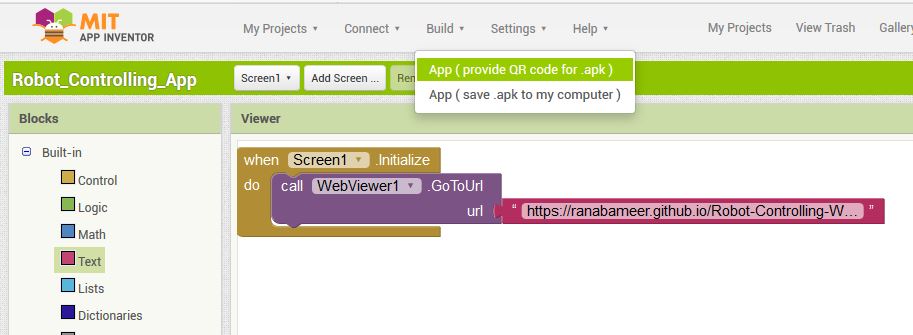 MIT
APP INVENTOR
My Projects Connect Build Settings Help My Projects View Trash Gallery
App ( provide QR code for .apk )
App ( save .apk to my computer )
Robot_Controlling_App Screen1 Add Screen ...
Blocks Viewer
Built-in
Control
Logic
Math
Text
Lists
Dictionaries
when Screen1 .Initialize
do call WebViewer1 .GoToUrl
url “ https://ranabameer.github.io/Robot-Controlling-W... ”